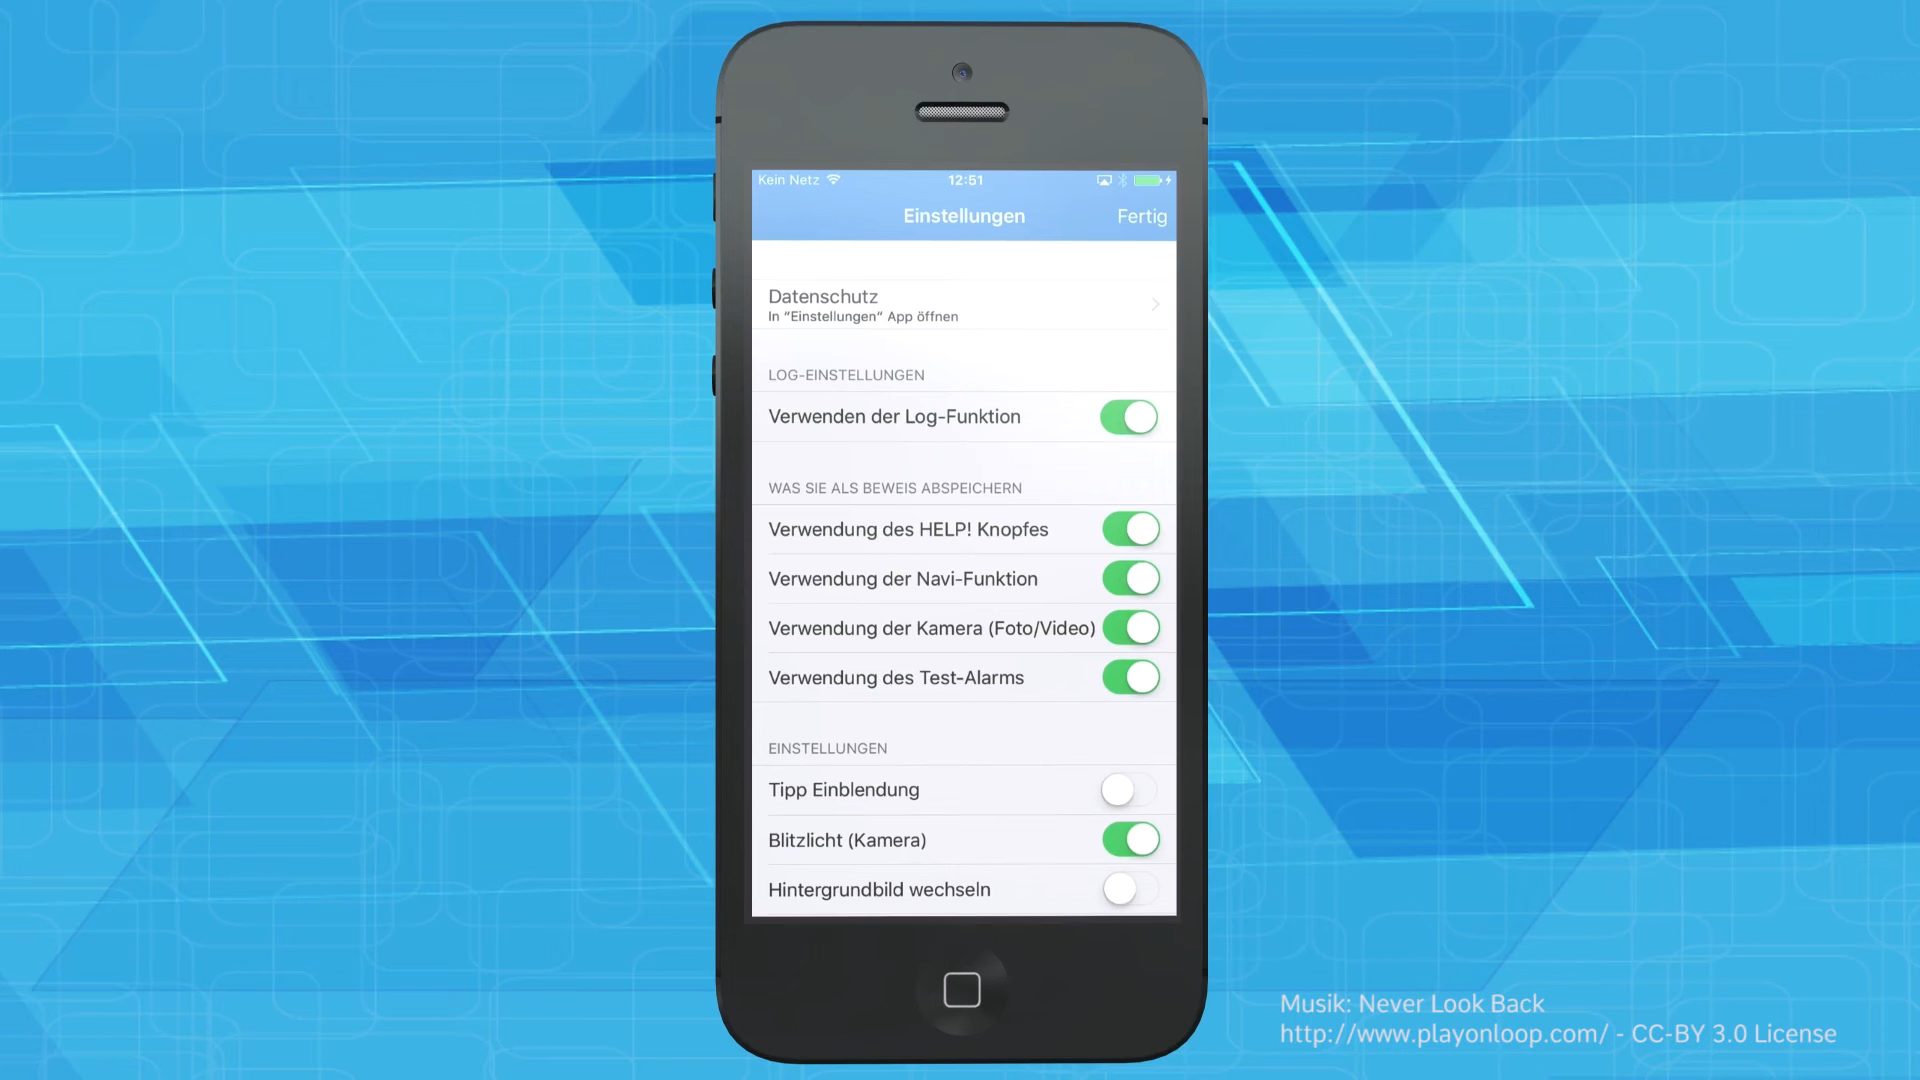 Kein Netz
12:51
Einstellungen
Fertig
Datenschutz
In "Einstellungen" App öffnen
LOG-EINSTELLUNGEN
Verwenden der Log-Funktion
WAS SIE ALS BEWEIS ABSPEICHERN
Verwendung des HELP! Knopfes
Verwendung der Navi-Funktion
Verwendung der Kamera (Foto/Video)
Verwendung des Test-Alarms
EINSTELLUNGEN
Tipp Einblendung
Blitzlicht (Kamera)
Hintergrundbild wechseln
Musik: Never Look Back
http://www.playonloop.com/ - CC-BY 3.0 License